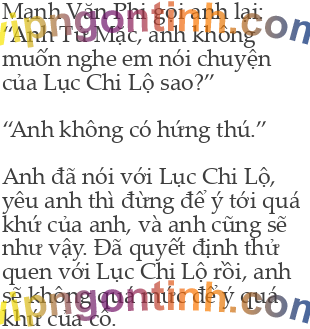 Mạnh Văn Phi gọi anh lại:
“Anh Tử Mặc, anh không
muốn nghe em nói chuyện
của Lục Chi Lộ sao?”
“Anh không có hứng thú.”
Anh đã nói với Lục Chi Lộ,
yêu anh thì đừng để ý tới quá
khứ của anh, và anh cũng sẽ
như vậy. Đã quyết định thử
quen với Lục Chi Lộ rồi, anh
sẽ không quá mức để ý quá
khứ của cô.
vipngontinh.com
vipngontinh.com